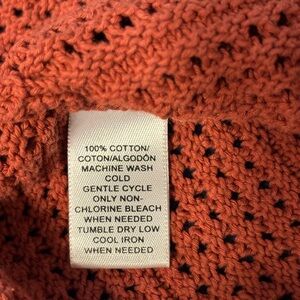 100% COTTON/
COTON/ALGODÓN
MACHINE WASH
COLD
GENTLE CYCLE
ONLY NON-
CHLORINE BLEACH
WHEN NEEDED
TUMBLE DRY LOW
COOL IRON
WHEN NEEDED